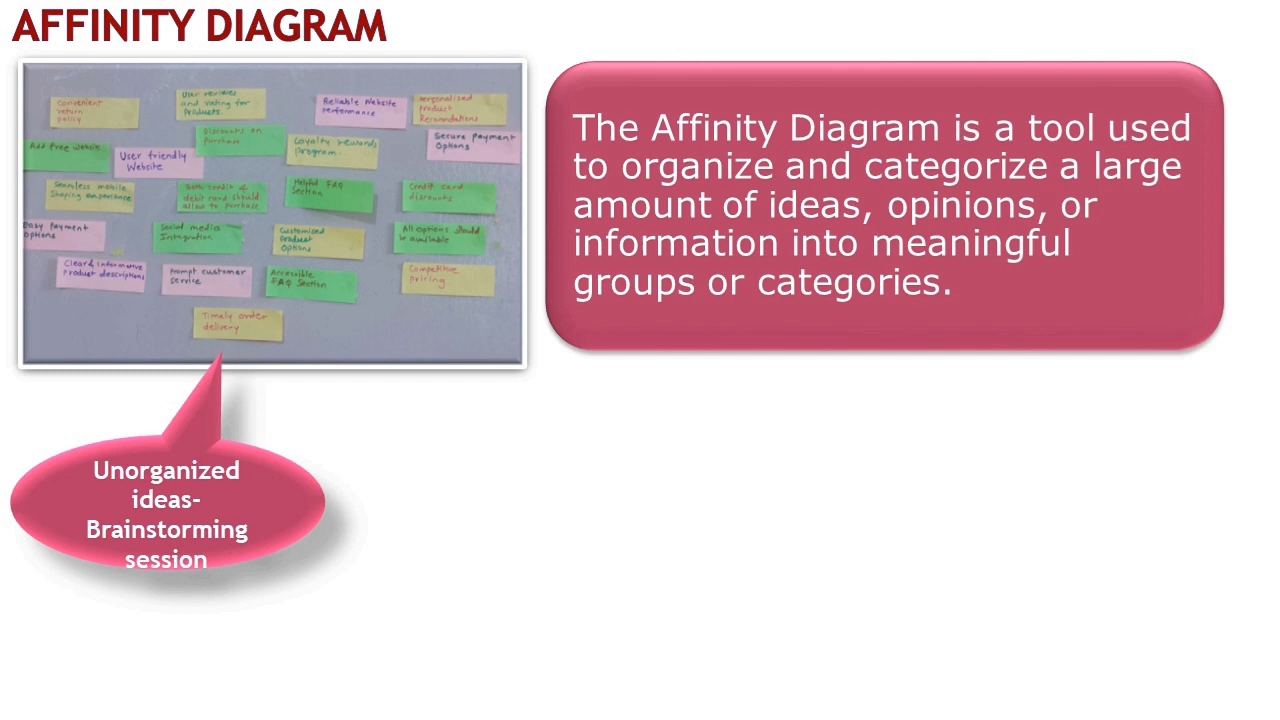 AFFINITY DIAGRAM
Convenient
return
policy
User reviews
and rating for
Products.
Reliable Website
performance
Personalised
Product
Recomndations
Discounts on
purchase
Loyalty rewards
program.
Secure Payment
Options
Add free Website
User friendly
Website
Seamless mobile
Shoping experience
Both credit &
debit card should
allow to purchase
Helpful FAQ
Section
Credit card
discounts
Easy Payment
Options
Social media
Integration
Customised
Product
Options
All options should
be available
Clear & informative
Product descriptions
Prompt customer
service
Accessible
FAQ Section
Competitive
pricing
Timely order
delivery
The Affinity Diagram is a tool used
to organize and categorize a large
amount of ideas, opinions, or
information into meaningful
groups or categories.
Unorganized
ideas-
Brainstorming
session